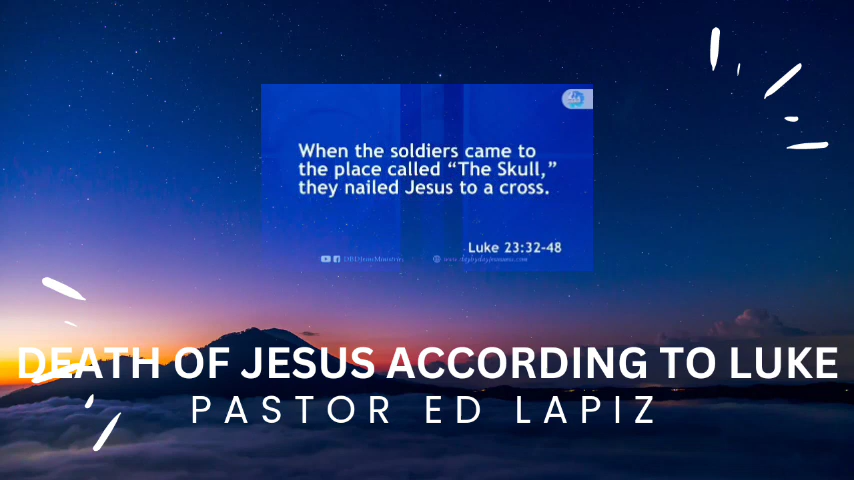 When the soldiers came to
the place called “The Skull,”
they nailed Jesus to a cross.
Luke 23:32-48
DEATH OF JESUS ACCORDING TO LUKE
PASTOR ED LAPIZ